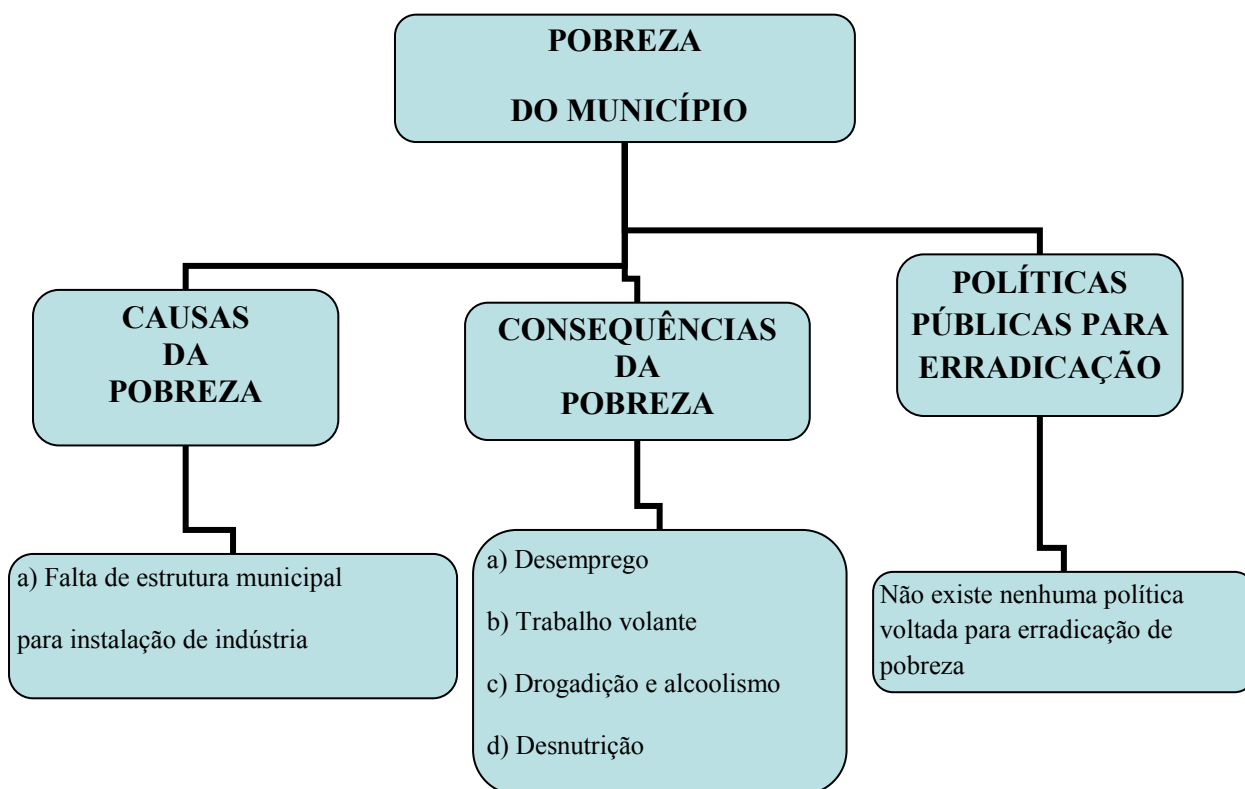 POBREZA
DO MUNICÍPIO
CAUSAS
DA
POBREZA
a) Falta de estrutura municipal
para instalação de indústria
CONSEQUÊNCIAS
DA
POBREZA
a) Desemprego
b) Trabalho volante
c) Drogadição e alcoolismo
d) Desnutrição
POLÍTICAS
PÚBLICAS PARA
ERRADICAÇÃO
Não existe nenhuma política
voltada para erradicação de
pobreza